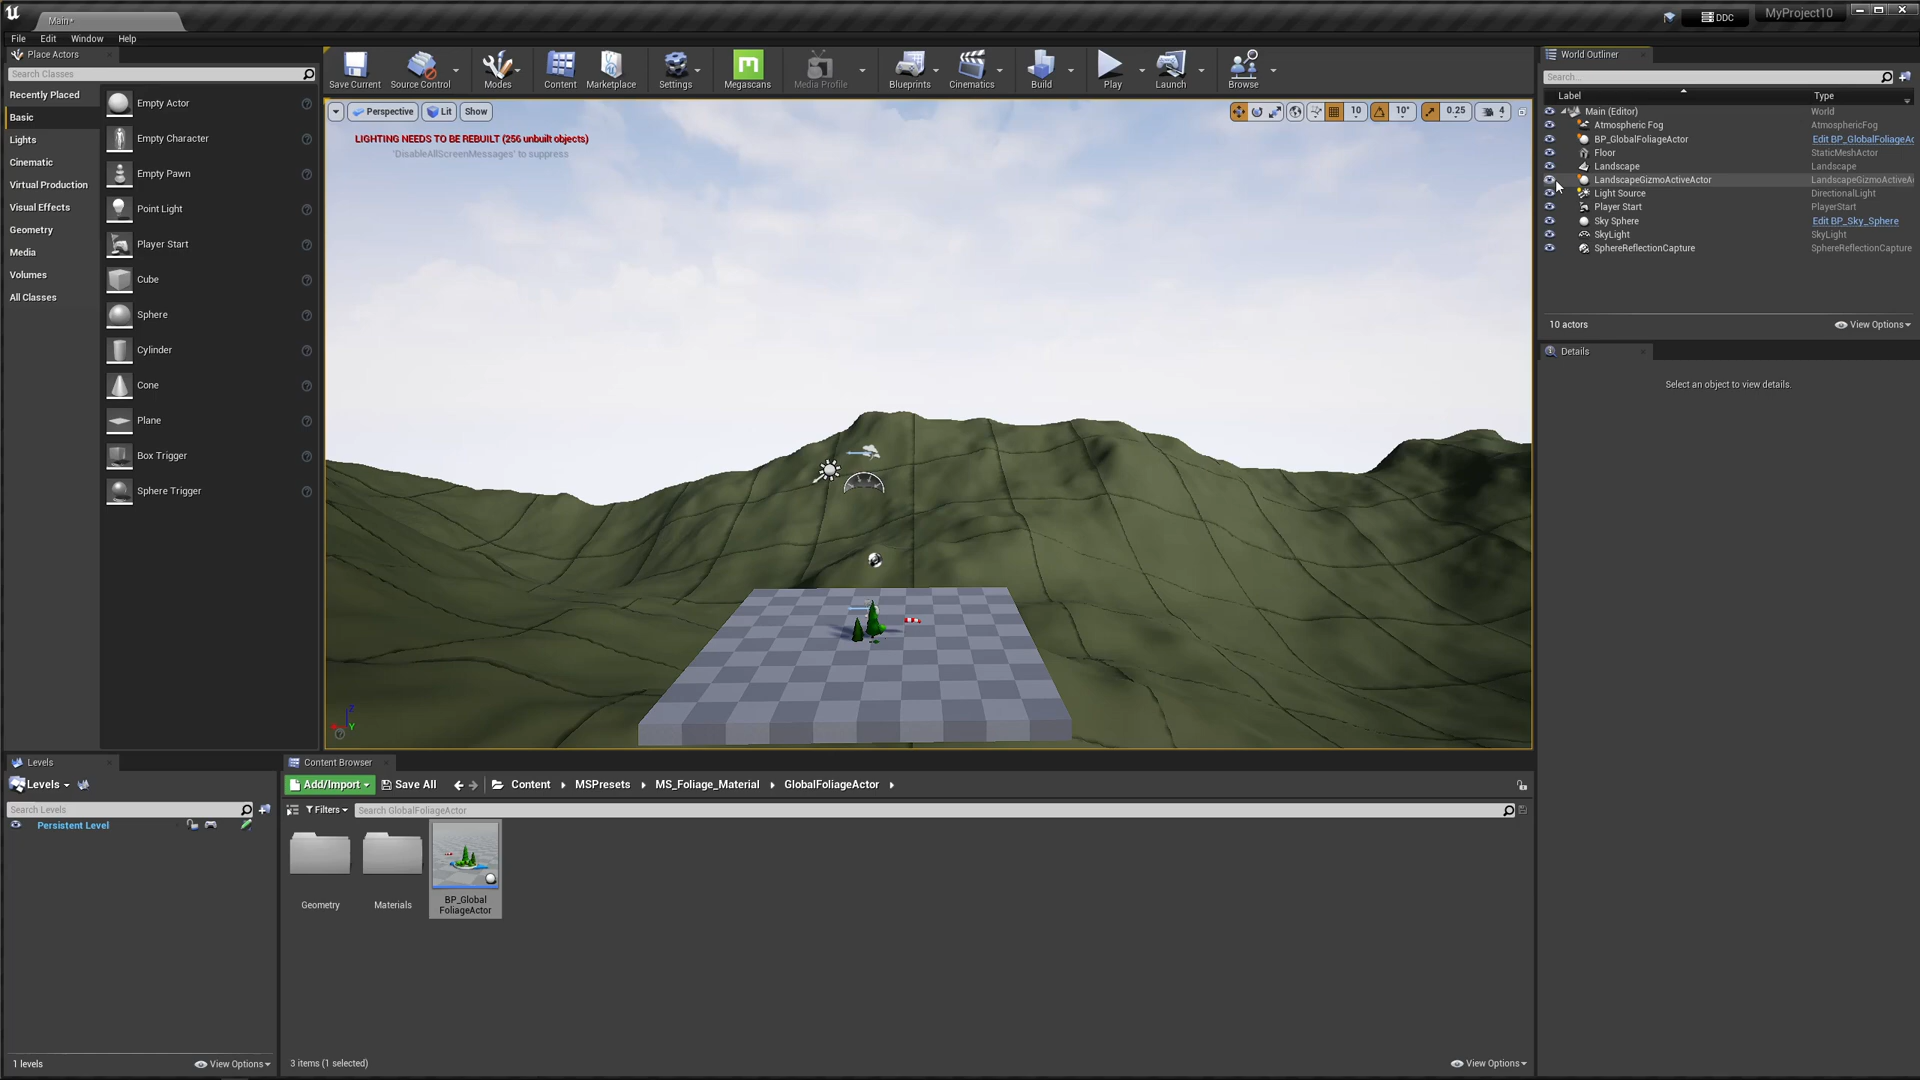 Main*
DDC
MyProject10
File Edit Window Help
Place Actors
Search Classes
Recently Placed
Basic
Lights
Cinematic
Virtual Production
Visual Effects
Geometry
Media
Volumes
All Classes
Empty Actor
Empty Character
Empty Pawn
Point Light
Player Start
Cube
Sphere
Cylinder
Cone
Plane
Box Trigger
Sphere Trigger
Save Current
Source Control
Modes
Content
Marketplace
Settings
Megascans
Media Profile
Blueprints
Cinematics
Build
Play
Launch
Browse
Perspective
Lit
Show
10
10°
0.25
4
LIGHTING NEEDS TO BE REBUILT (256 unbuilt objects)
'DisableAllScreenMessages' to suppress
Z
Y
World Outliner
Search...
Label Type
Main (Editor) World
Atmospheric Fog AtmosphericFog
BP_GlobalFoliageActor Edit BP_GlobalFoliageAc
Floor StaticMeshActor
Landscape Landscape
LandscapeGizmoActiveActor LandscapeGizmoActiveA
Light Source DirectionalLight
Player Start PlayerStart
Sky Sphere Edit BP_Sky_Sphere
SkyLight SkyLight
SphereReflectionCapture SphereReflectionCapture
10 actors
View Options
Details
Select an object to view details.
Levels
Levels
Search Levels
Persistent Level
1 levels
View Options
Content Browser
Add/Import
Save All
Content
MSPresets
MS_Foliage_Material
GlobalFoliageActor
Filters
Search GlobalFoliageActor
Geometry
Materials
BP_Global
FoliageActor
3 items (1 selected)
View Options